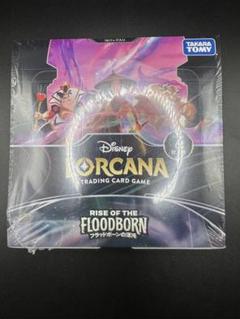 TAKARA
TOMY
Disney
LORCANA
TRADING CARD GAME
RISE OF THE
FLOODBORN
フラッドボーンの渾沌